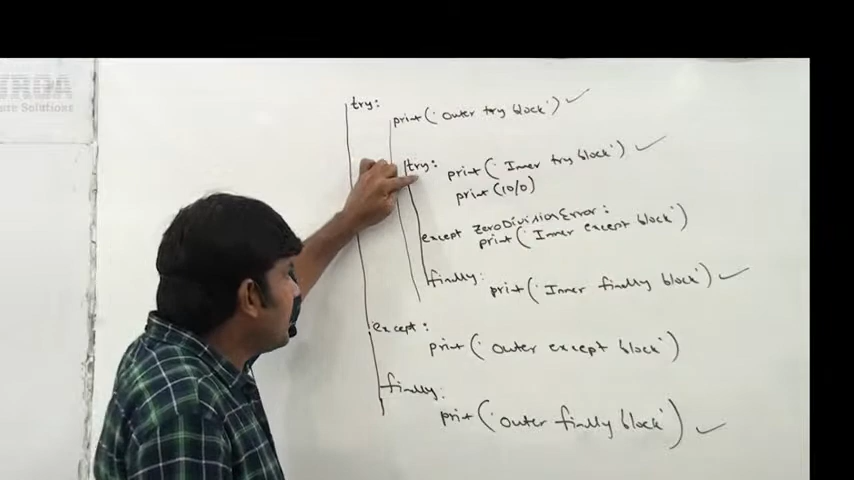 try:
print('Outer try block')
try: print('Inner try block')
print(10/0)
except ZeroDivisionError:
print('Inner except block')
finally: print('Inner finally block')
except:
print('Outer except block')
finally:
print('Outer finally block')
Solutions